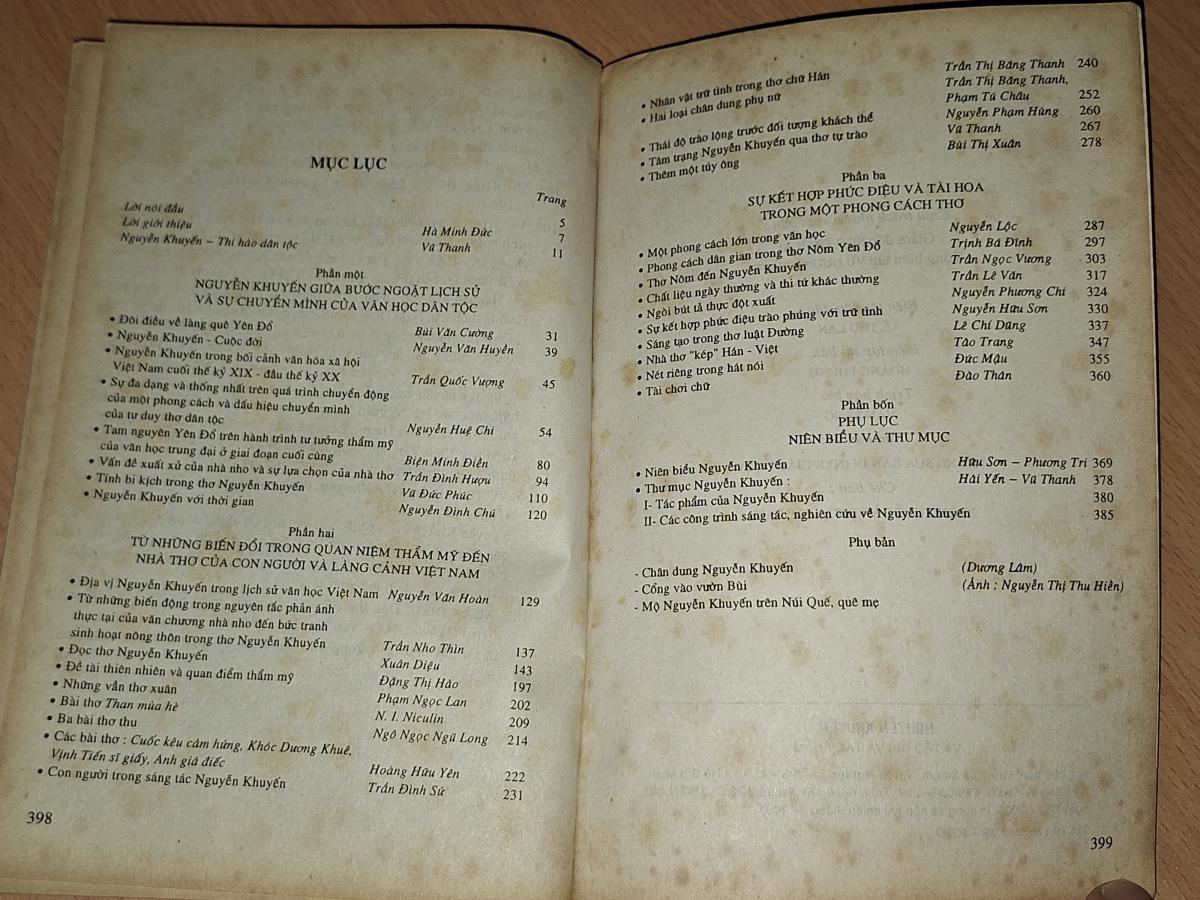 MỤC LỤC
Trang
Lời nói đầu 5
Lời giới thiệu Hà Minh Đức 7
Nguyễn Khuyến – Thi hào dân tộc Vũ Thanh 11
Phần một
NGUYỄN KHUYẾN GIỮA BƯỚC NGOẶT LỊCH SỬ
VÀ SỰ CHUYỂN MÌNH CỦA VĂN HỌC DÂN TỘC
• Đôi điều về làng quê Yên Đổ Bùi Văn Cường 31
• Nguyễn Khuyến - Cuộc đời Nguyễn Văn Huyền 39
• Nguyễn Khuyến trong bối cảnh văn hóa xã hội
Việt Nam cuối thế kỷ XIX - đầu thế kỷ XX Trần Quốc Vượng 45
• Sự đa dạng và thống nhất trên quá trình chuyển động
của một phong cách và dấu hiệu chuyển mình
của tư duy thơ dân tộc Nguyễn Huệ Chi 54
• Tam nguyên Yên Đổ trên hành trình tư tưởng thẩm mỹ
của văn học trung đại ở giai đoạn cuối cùng Biện Minh Điền 80
• Vấn đề xuất xử của nhà nho và sự lựa chọn của nhà thơ Trần Đình Hượu 94
• Tính bi kịch trong thơ Nguyễn Khuyến Vũ Đức Phúc 110
• Nguyễn Khuyến với thời gian Nguyễn Đình Chú 120
Phần hai
TỪ NHỮNG BIẾN ĐỔI TRONG QUAN NIỆM THẨM MỸ ĐẾN
NHÀ THƠ CỦA CON NGƯỜI VÀ LÀNG CẢNH VIỆT NAM
• Địa vị Nguyễn Khuyến trong lịch sử văn học Việt Nam Nguyễn Văn Hoàn 129
• Từ những biến động trong nguyên tắc phản ánh
thực tại của văn chương nhà nho đến bức tranh
sinh hoạt nông thôn trong thơ Nguyễn Khuyến Trần Nho Thìn 137
• Đọc thơ Nguyễn Khuyến Xuân Diệu 143
• Đề tài thiên nhiên và quan điểm thẩm mỹ Đặng Thị Hảo 197
• Những vần thơ xuân Phạm Ngọc Lan 202
• Bài thơ Than mùa hè N. I. Niculin 209
• Ba bài thơ thu Ngô Ngọc Ngũ Long 214
• Các bài thơ : Cuốc kêu cảm hứng, Khóc Dương Khuê,
Vịnh Tiến sĩ giấy, Anh giả điếc Hoàng Hữu Yên 222
• Con người trong sáng tác Nguyễn Khuyến Trần Đình Sử 231
398
• Nhân vật trữ tình trong thơ chữ Hán Trần Thị Băng Thanh 240
• Hai loại chân dung phụ nữ Trần Thị Băng Thanh,
Phạm Tú Châu 252
• Thái độ trào lộng trước đối tượng khách thể Nguyễn Phạm Hùng 260
• Tâm trạng Nguyễn Khuyến qua thơ tự trào Vũ Thanh 267
• Thêm một túy ông Bùi Thị Xuân 278
Phần ba
SỰ KẾT HỢP PHỨC ĐIỆU VÀ TÀI HOA
TRONG MỘT PHONG CÁCH THƠ
• Một phong cách lớn trong văn học Nguyễn Lộc 287
• Phong cách dân gian trong thơ Nôm Yên Đổ Trịnh Bá Đĩnh 297
• Thơ Nôm đến Nguyễn Khuyến Trần Ngọc Vương 303
• Chất liệu ngày thường và thi tứ khác thường Trần Lê Văn 317
• Ngòi bút tả thực đột xuất Nguyễn Phương Chi 324
• Sự kết hợp phức điệu trào phúng với trữ tình Nguyễn Hữu Sơn 330
• Sáng tạo trong thơ luật Đường Lê Chí Dũng 337
• Nhà thơ "kép" Hán - Việt Tảo Trang 347
• Nét riêng trong hát nói Đức Mậu 355
• Tài chơi chữ Đào Thản 360
Phần bốn
PHỤ LỤC
NIÊN BIỂU VÀ THƯ MỤC
• Niên biểu Nguyễn Khuyến Hữu Sơn – Phương Tri 369
• Thư mục Nguyễn Khuyến : Hải Yến – Vũ Thanh 378
I- Tác phẩm của Nguyễn Khuyến 380
II- Các công trình sáng tác, nghiên cứu về Nguyễn Khuyến 385
Phụ bản
- Chân dung Nguyễn Khuyến (Dương Lâm)
- Cổng vào vườn Bùi (Ảnh : Nguyễn Thị Thu Hiền)
- Mộ Nguyễn Khuyến trên Núi Quế, quê mẹ
399